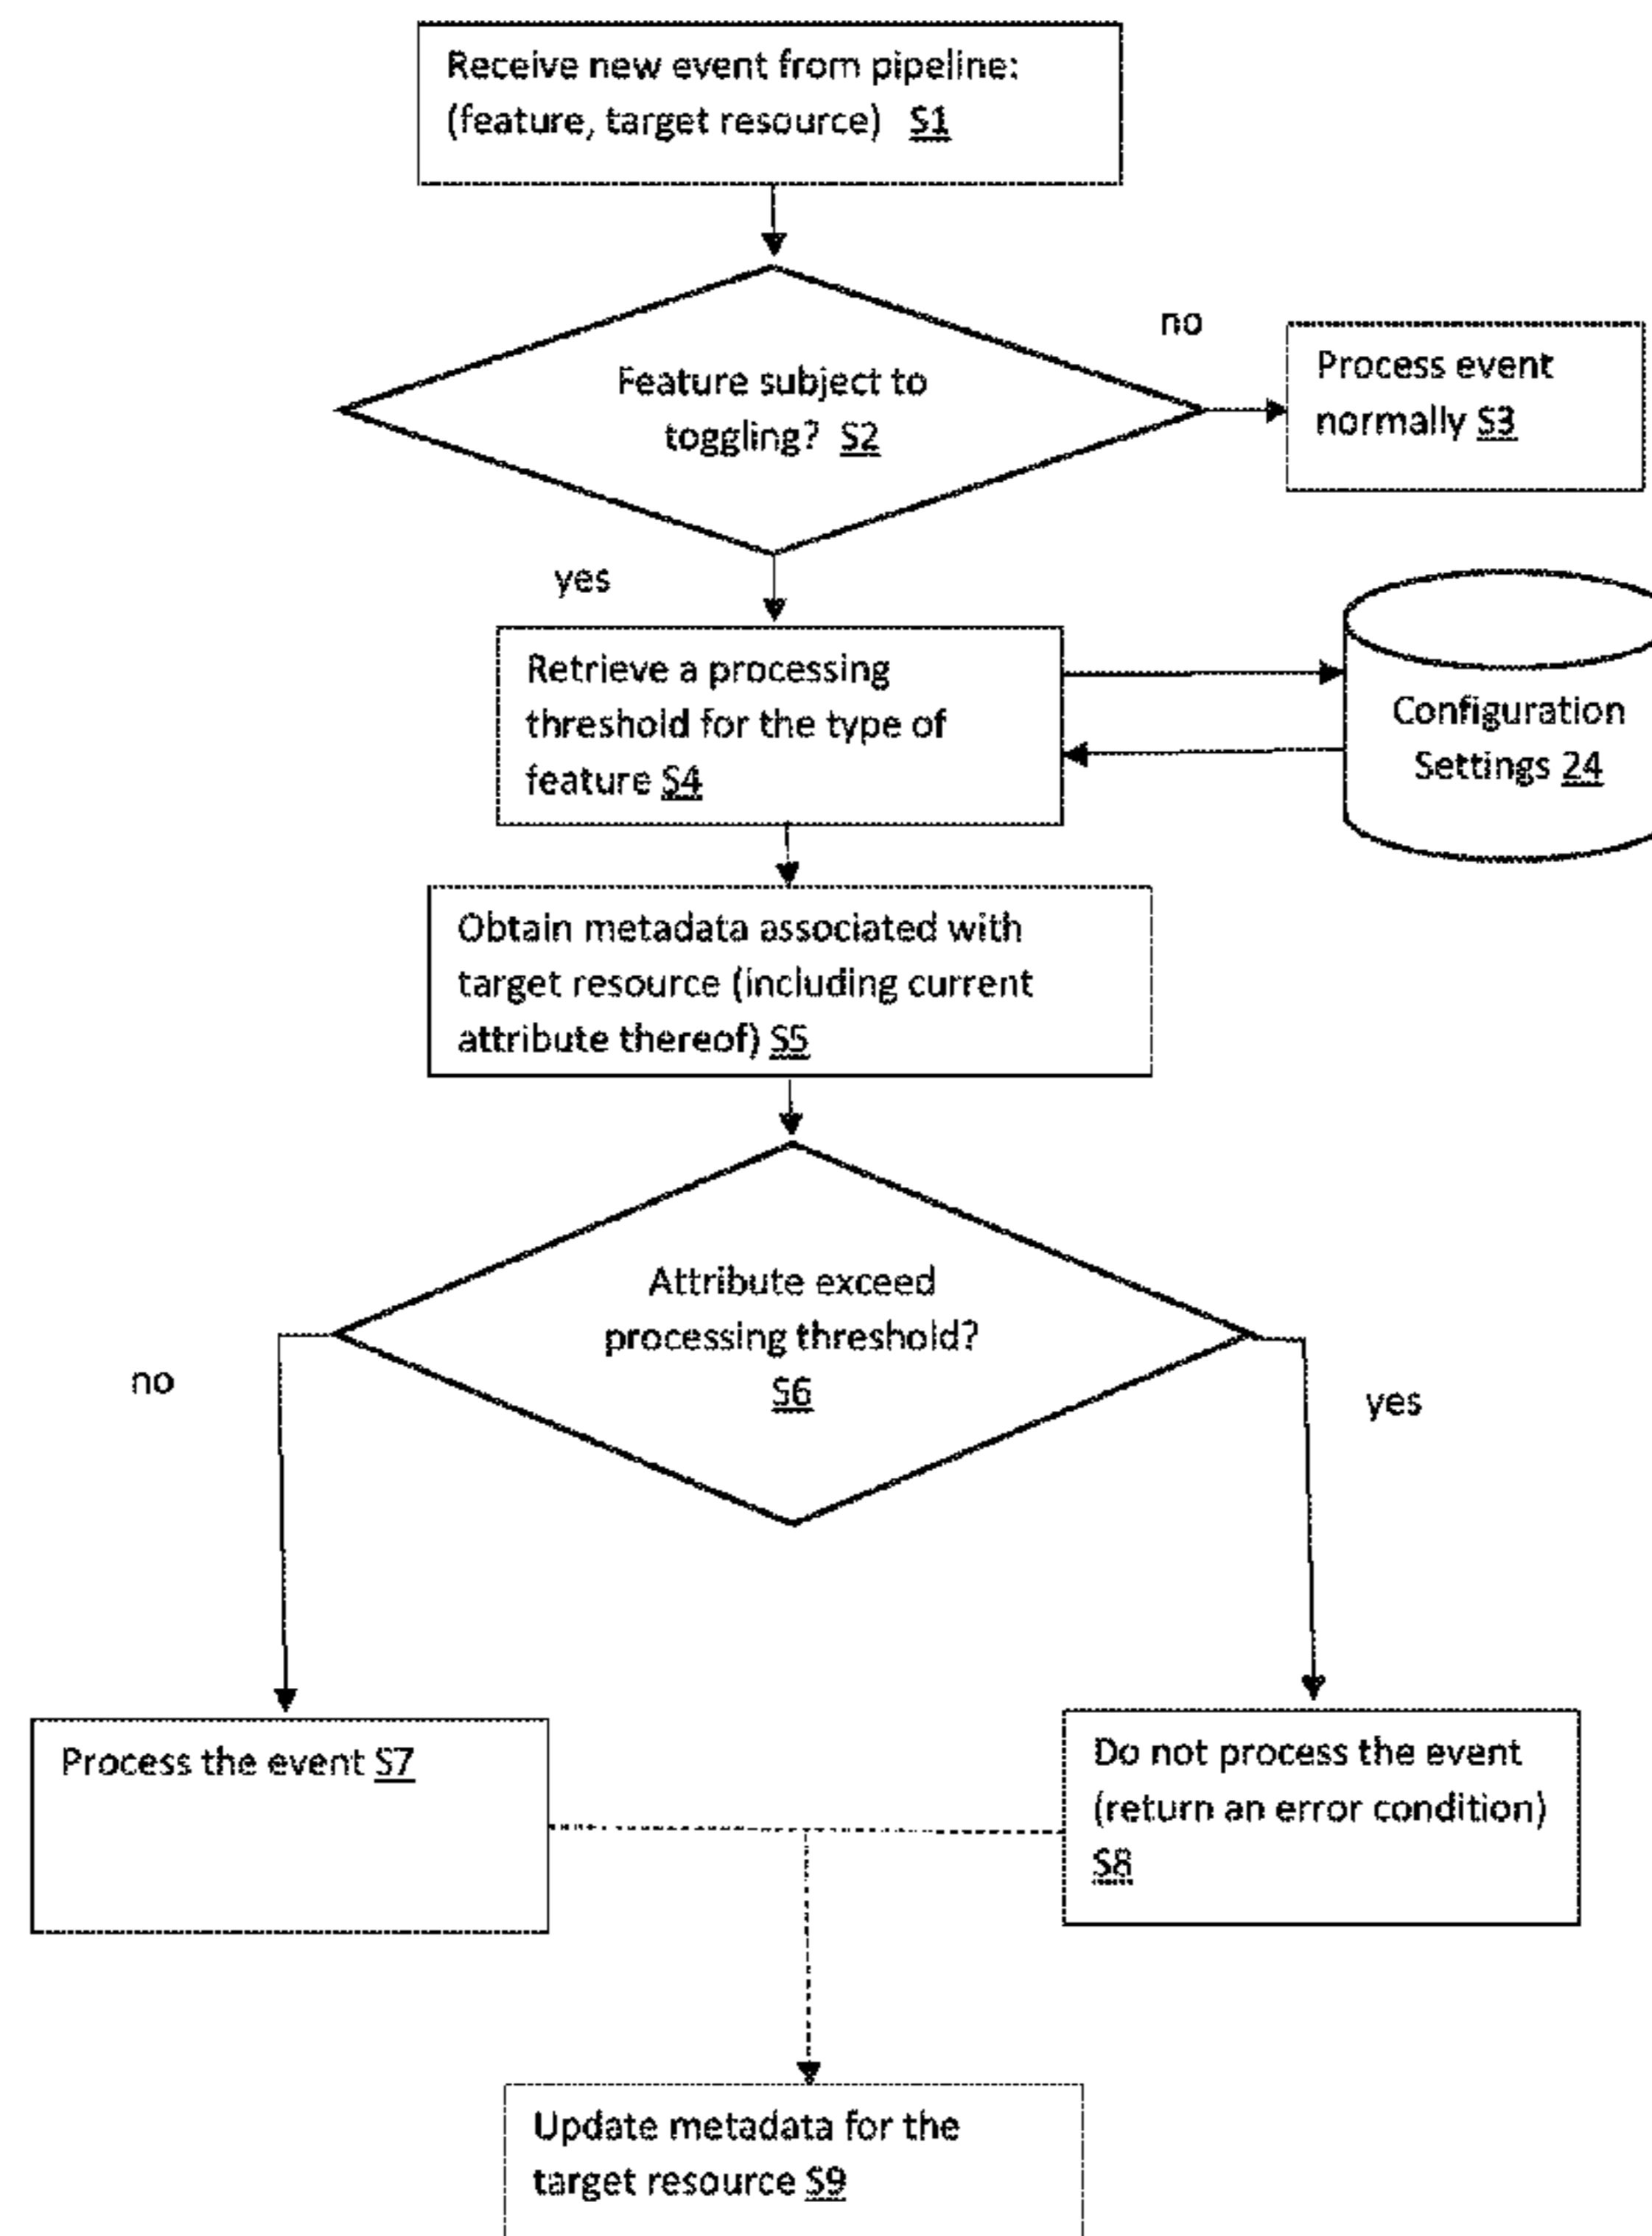 Receive new event from pipeline:
(feature, target resource) S1
no
Feature subject to
toggling? S2
Process event
normally S3
yes
Retrieve a processing
threshold for the type of
feature S4
Configuration
Settings 24
Obtain metadata associated with
target resource (including current
attribute thereof) S5
Attribute exceed
processing threshold?
S6
no
yes
Process the event S7
Do not process the event
(return an error condition)
S8
Update metadata for the
target resource S9